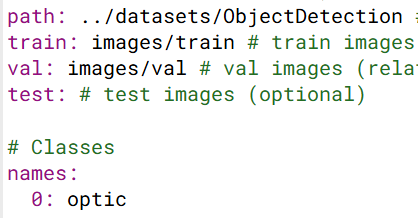 path: ../datasets/ObjectDetection #
train: images/train # train images
val: images/val # val images (rela
test: # test images (optional)
# Classes
names:
0: optic